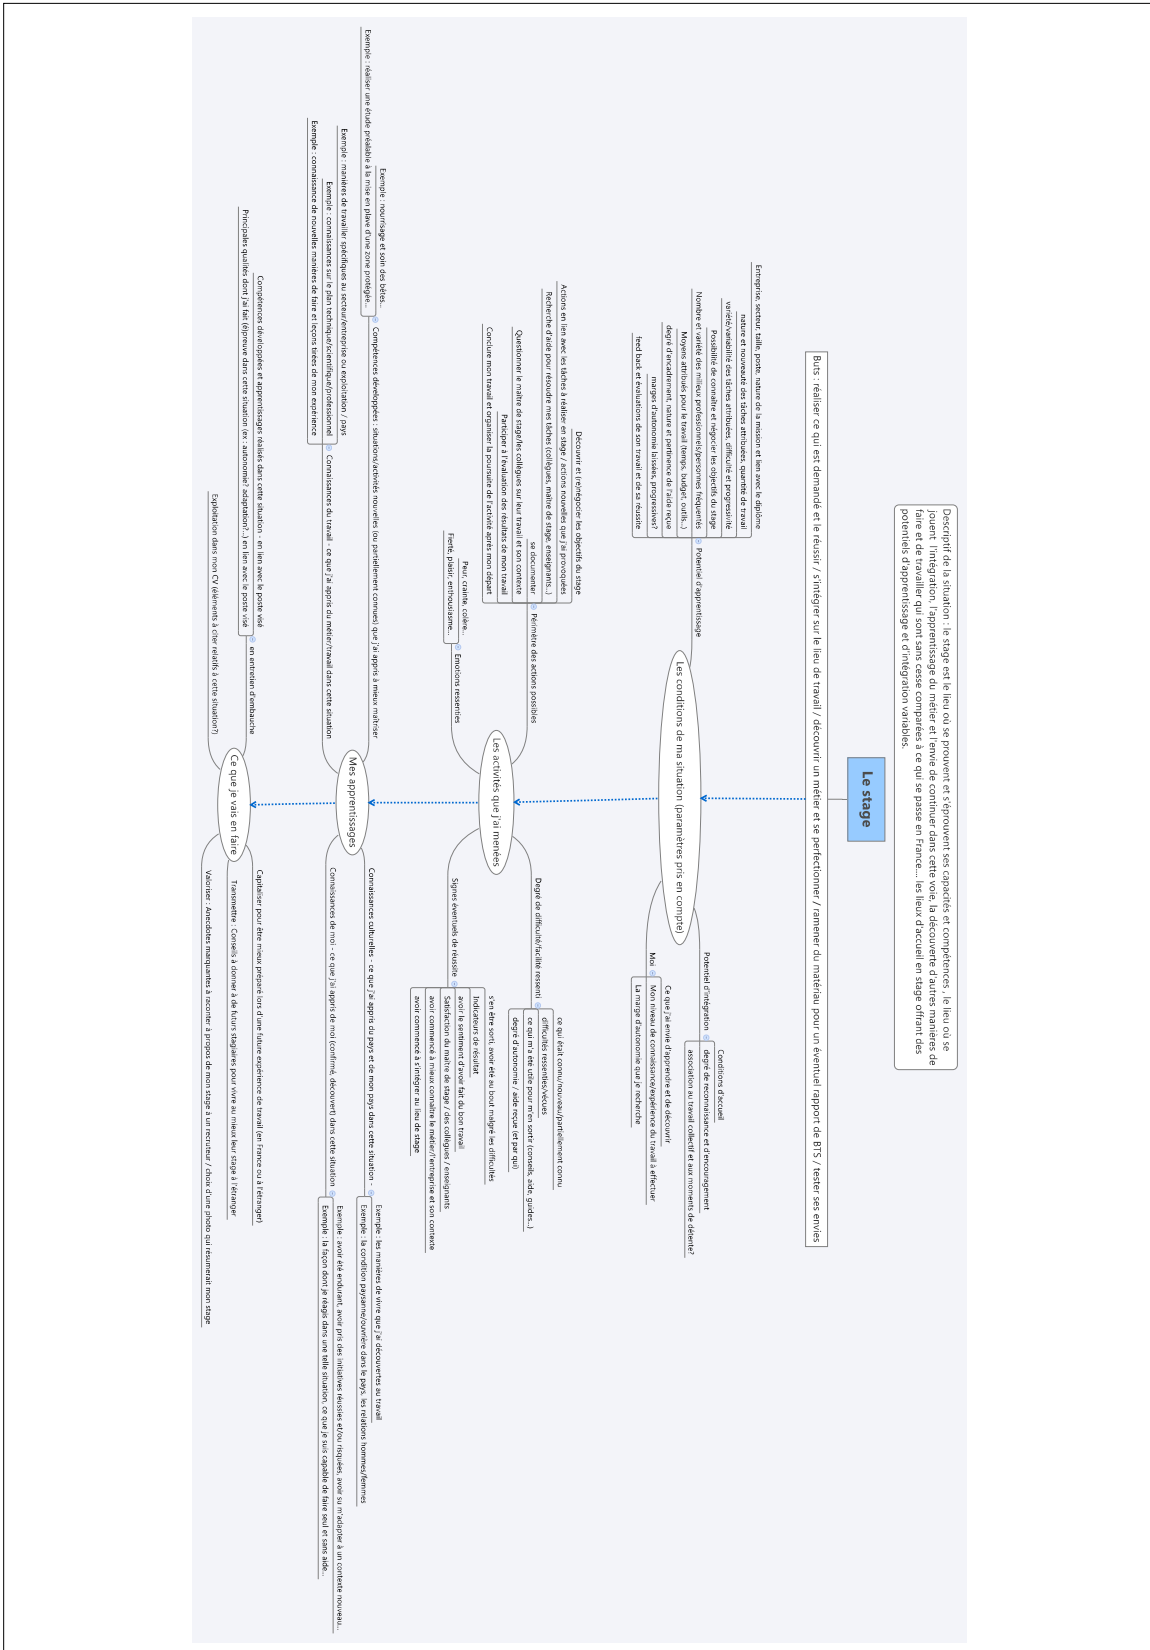 Descriptif de la situation : le stage est le lieu où se prouvent et s'éprouvent ses capacités et compétences , le lieu où se
jouent l'intégration, l'apprentissage du métier et l'envie de continuer dans cette voie, la découverte d'autres manières de
faire et de travailler qui sont sans cesse comparées à ce qui se passe en France... les lieux d'accueil en stage offrant des
potentiels d'apprentissage et d'intégration variables.
Le stage
Buts : réaliser ce qui est demandé et le réussir / s'intégrer sur le lieu de travail / découvrir un métier et se perfectionner / ramener du matériau pour un éventuel rapport de BTS / tester ses envies
Les conditions de ma situation (paramètres pris en compte)
Potentiel d'apprentissage
Entreprise, secteur, taille, poste, nature de la mission et lien avec le diplôme
nature et nouveauté des tâches attribuées, quantité de travail
variété/variabilité des tâches attribuées, difficulté et progressivité
Possibilité de connaître et négocier les objectifs du stage
Nombre et variété des milieux professionnels/personnes fréquentés
Moyens attribués pour le travail (temps, budget, outils...)
degré d'encadrement, nature et pertinence de l'aide reçue
marges d'autonomie laissées, progressives?
feed back et évaluations de son travail et de sa réussite
Potentiel d'intégration
Conditions d'accueil
degré de reconnaissance et d'encouragement
association au travail collectif et aux moments de détente?
Moi
Ce que j'ai envie d'apprendre et de découvrir
Mon niveau de connaissance/expérience du travail à effectuer
La marge d'autonomie que je recherche
Les activités que j'ai menées
Périmètre des actions possibles
Découvrir et (re)négocier les objectifs du stage
Actions en lien avec les tâches à réaliser en stage / actions nouvelles que j'ai provoquées
Recherche d'aide pour résoudre mes tâches (collègues, maître de stage, enseignants...)
se documenter
Questionner le maître de stage/les collègues sur leur travail et son contexte
Participer à l'évaluation des résultats de mon travail
Conclure mon travail et organiser la poursuite de l'activité après mon départ
Emotions ressenties
Peur, crainte, colère...
Fierté, plaisir, enthousiasme...
Degré de difficulté/facilité ressenti
ce qui était connu/nouveau/partiellement connu
difficultés ressenties/vécues
ce qui m'a été utile pour m'en sortir (conseils, aide, guides...)
degré d'autonomie / aide reçue (et par qui)
Signes éventuels de réussite
s'en être sorti, avoir été au bout malgré les difficultés
Indicateurs de résultat
avoir le sentiment d'avoir fait du bon travail
Satisfaction du maître de stage / des collègues / enseignants
avoir commencé à mieux connaître le métier/l'entreprise et son contexte
avoir commencé à s'intégrer au lieu de stage
Mes apprentissages
Compétences développées : situations/activités nouvelles (ou partiellement connues) que j'ai appris à mieux maîtriser
Exemple : nourrisage et soin des bêtes...
Exemple : réaliser une étude préalable à la mise en plave d'une zone protégée...
Connaissances du travail - ce que j'ai appris du métier/travail dans cette situation
Exemple : manières de travailler spécifiques au secteur/entreprise ou exploitation / pays
Exemple : connaissances sur le plan technique/scientifique/professionnel
Exemple : connaissance de nouvelles manières de faire et leçons tirées de mon expérience
Connaissances culturelles - ce que j'ai appris du pays et de mon pays dans cette situation -
Exemple : les manières de vivre que j'ai découvertes au travail
Exemple : la condition paysanne/ouvrière dans le pays, les relations hommes/femmes
Connaissances de moi - ce que j'ai appris de moi (confirmé, découvert) dans cette situation
Exemple : avoir été endurant, avoir pris des initiatives réussies et/ou risquées, avoir su m'adapter à un contexte nouveau...
Exemple : la façon dont je réagis dans une telle situation, ce que je suis capable de faire seul et sans aide...
Ce que je vais en faire
en entretien d'embauche
Compétences développées et apprentissages réalisés dans cette situation - en lien avec le poste visé
Principales qualités dont j'ai fait (é)preuve dans cette situation (ex : autonomie? adaptation?..) en lien avec le poste visé
Exploitation dans mon CV (éléments à citer relatifs à cette situation?)
Capitaliser pour être mieux préparé lors d'une future expérience de travail (en France ou à l'étranger)
Transmettre : Conseils à donner à de futurs stagiaires pour vivre au mieux leur stage à l'étranger
Valoriser : Anecdotes marquantes à raconter à propos de mon stage à un recruteur / choix d'une photo qui résumerait mon stage